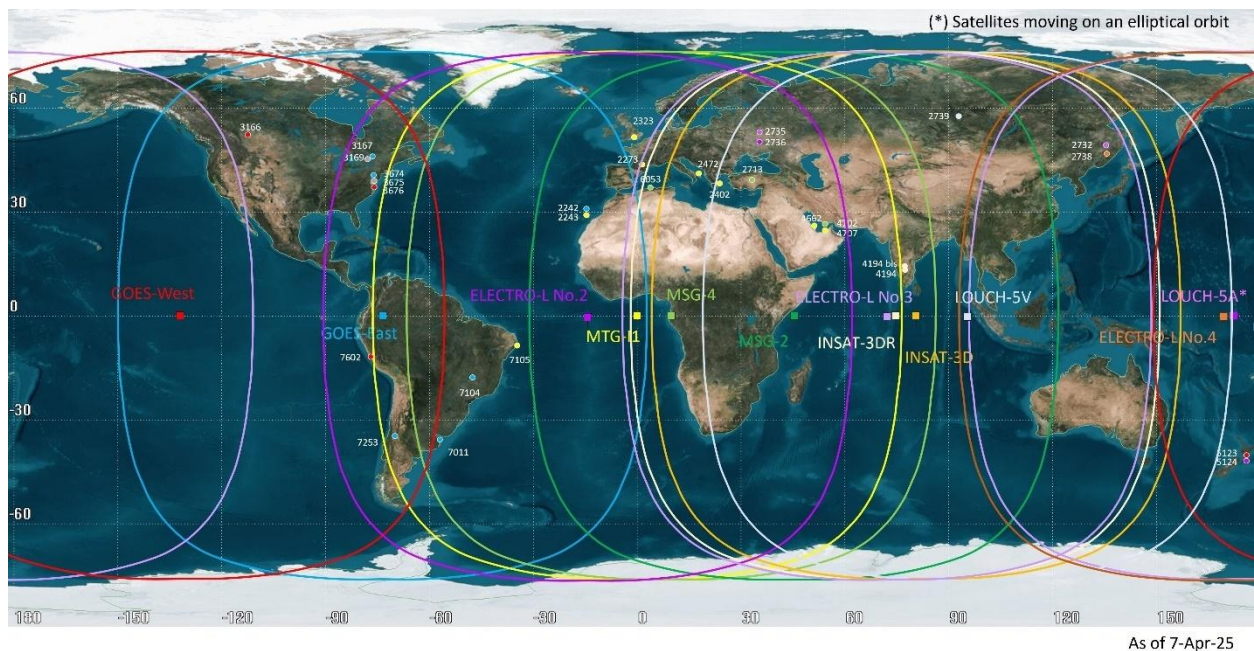 (*) Satellites moving on an elliptical orbit
60
3166
3167
3169
3674
3675
3676
2323
2273
6053
2472
2402
2713
2735
2736
2739
2732
2738
30
2242
2243
4662
4102
4707
4194 bis
4194
GOES-West
ELECTRO-L No.2
MSG-4
ELECTRO-L No.3
LOUCH-5V
LOUCH-5A*
0
GOES-East
MTG-I1
MSG-2
INSAT-3DR
INSAT-3D
ELECTRO-L No.4
7602
7105
7104
-30
7253
7011
5123
5124
-60
180 -150 -120 -90 -60 -30 0 30 60 90 120 150
As of 7-Apr-25